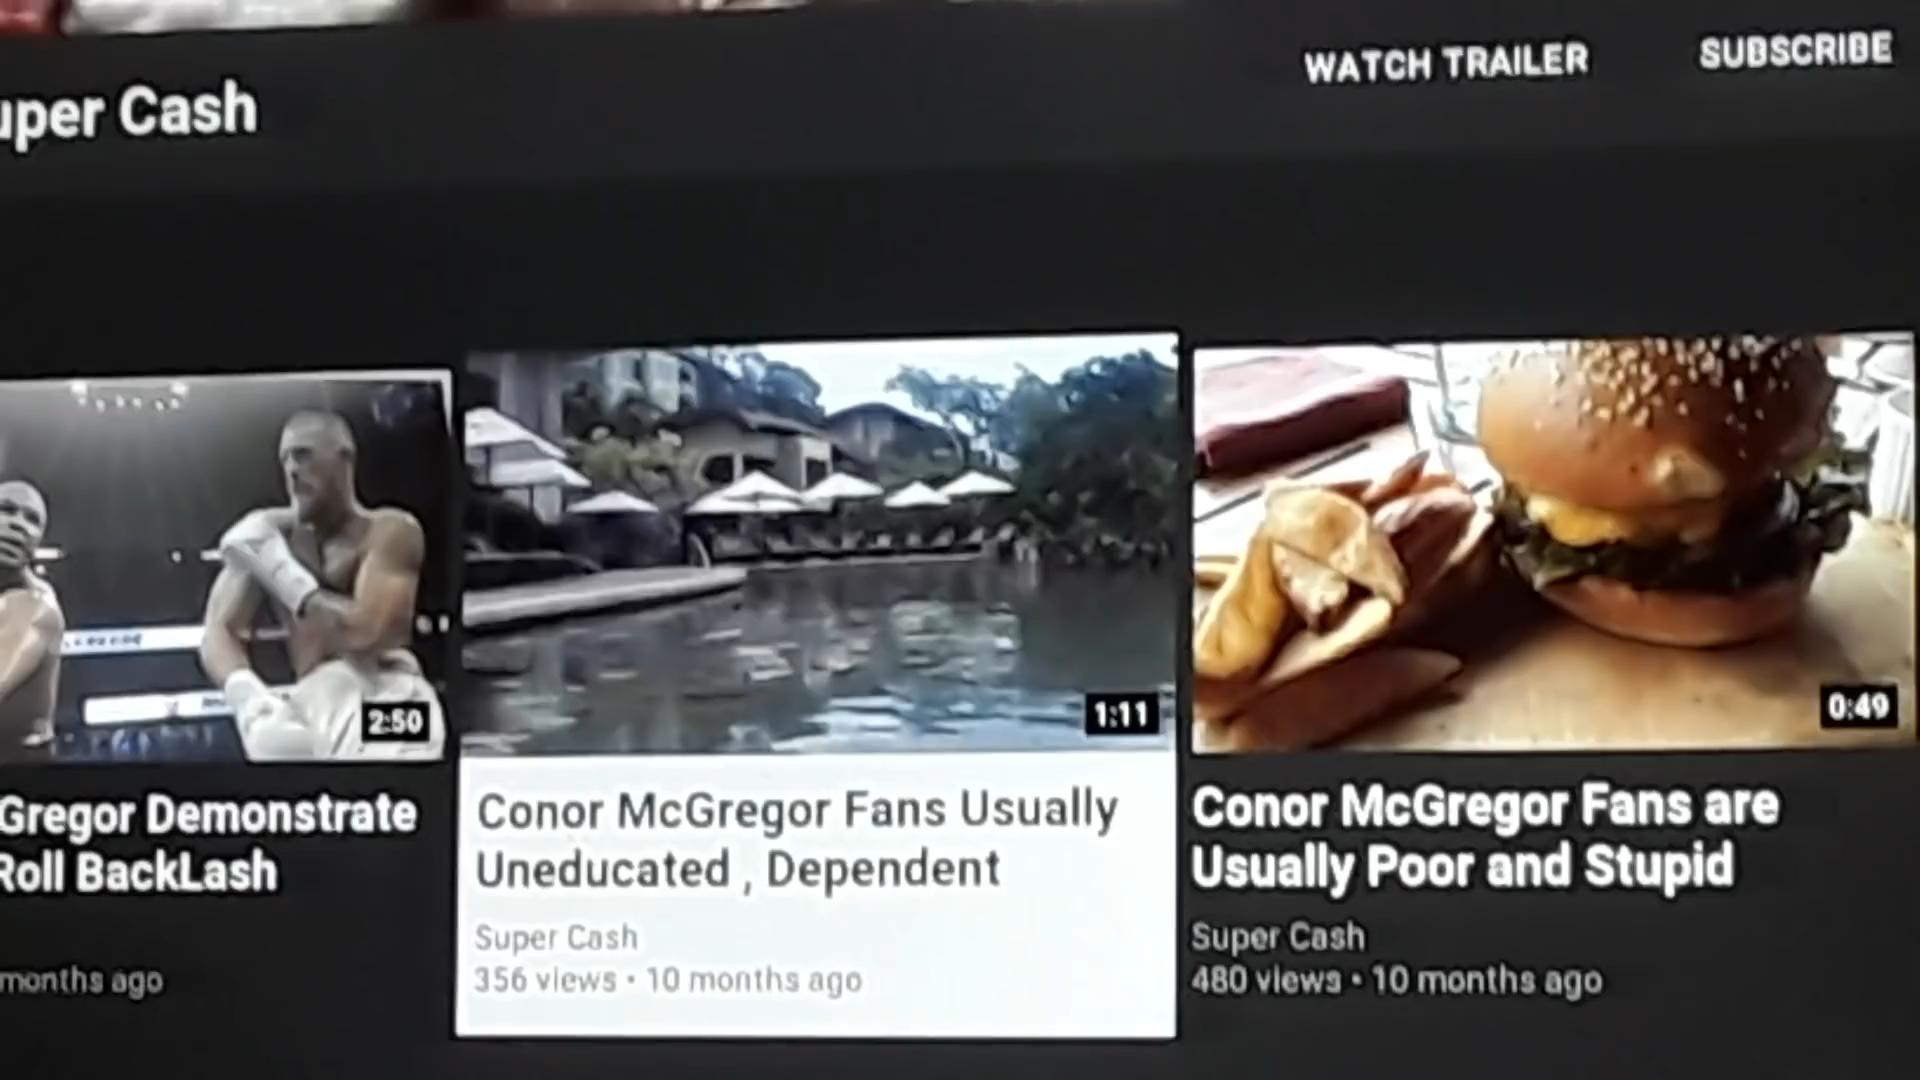 WATCH TRAILER
SUBSCRIBE
uper Cash
2:50
1:11
0:49
Gregor Demonstrate
Roll BackLash
months ago
Conor McGregor Fans Usually
Uneducated , Dependent
Super Cash
356 views • 10 months ago
Conor McGregor Fans are
Usually Poor and Stupid
Super Cash
480 views • 10 months ago